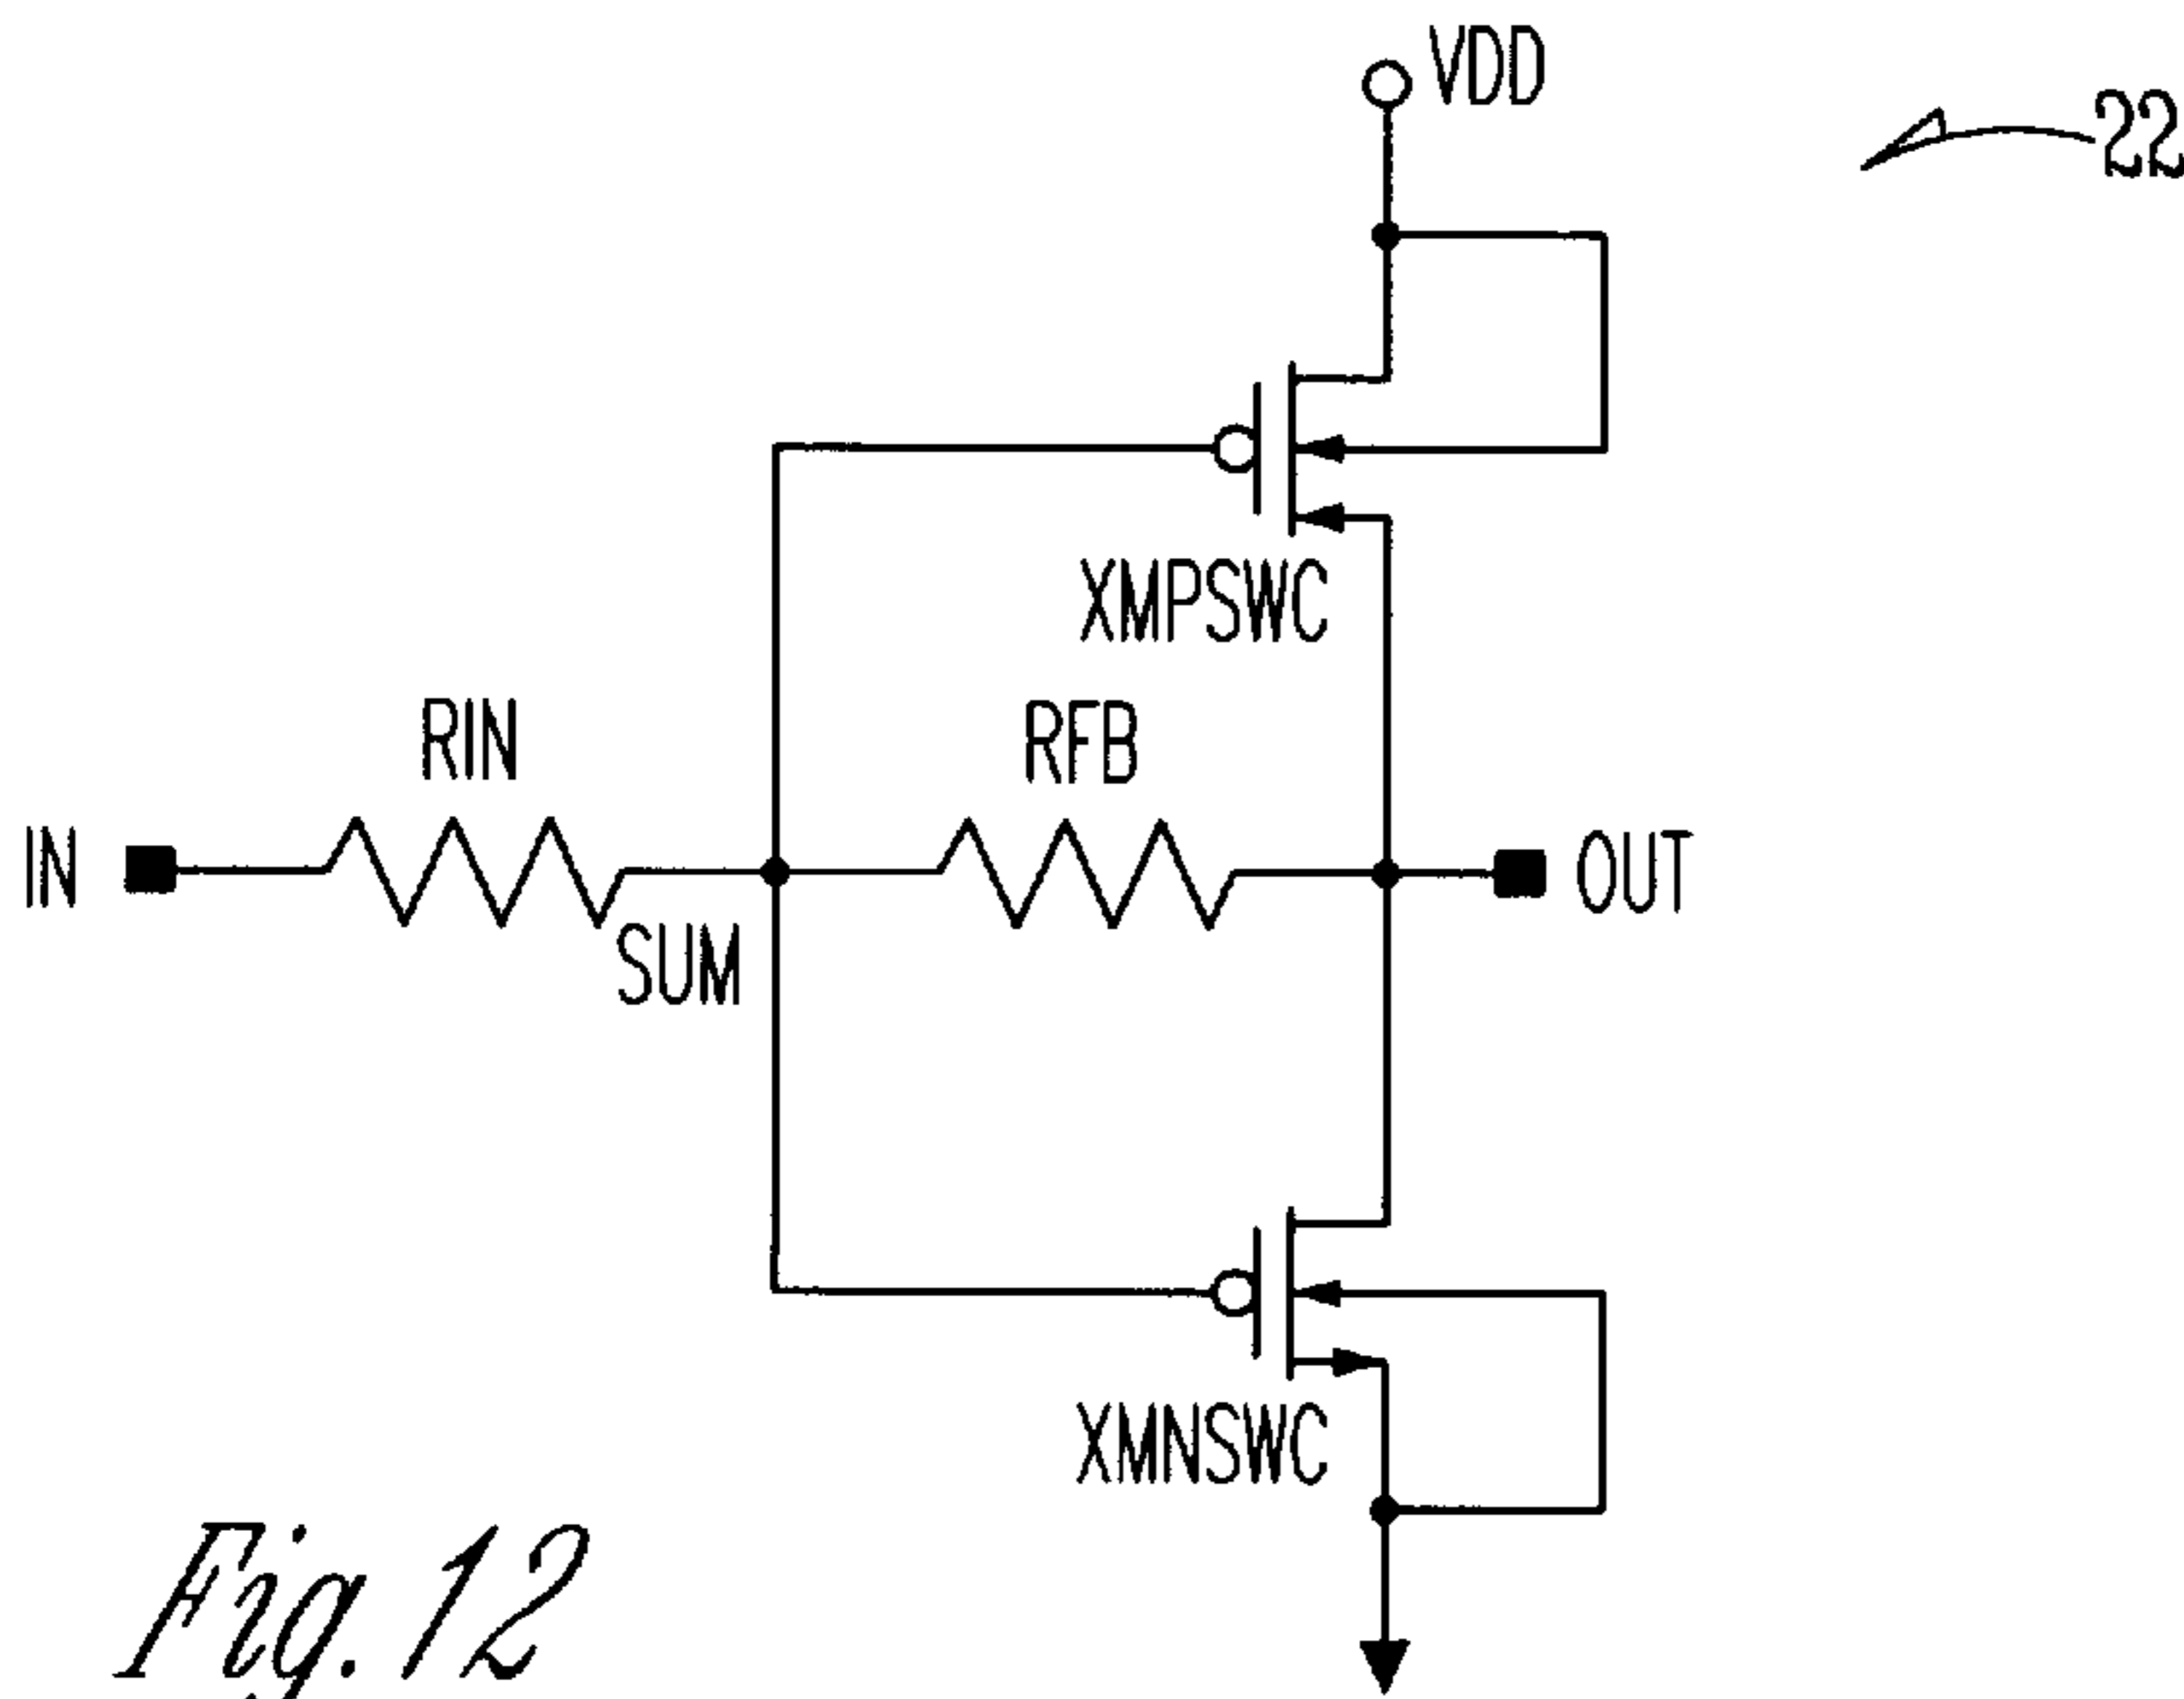 VDD
22
XMPSWC
RIN
RFB
IN
OUT
SUM
XMNSWC
Fig. 12